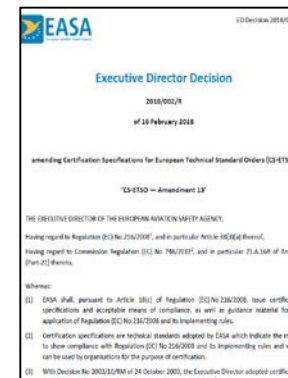 EASA
ED Decision 2018/0
Executive Director Decision
2018/002/R
of 16 February 2018
amending Certification Specifications for European Technical Standard Orders (CS-ETS
'CS-ETSO — Amendment 13'
THE EXECUTIVE DIRECTOR OF THE EUROPEAN AVIATION SAFETY AGENCY,
Having regard to Regulation (EC) No 216/2008¹, and in particular Article 38(3)(a) thereof,
Having regard to Commission Regulation (EC) No 748/2012², and in particular 21.A.16A of An
(Part-21) thereto,
Whereas:
(1) EASA shall, pursuant to Article 18(c) of Regulation (EC) No 216/2008, issue certific
specifications and acceptable means of compliance, as well as guidance material for
application of Regulation (EC) No 216/2008 and its implementing rules.
(2) Certification specifications are technical standards adopted by EASA which indicate the m
to show compliance with Regulation (EC) No 216/2008 and its implementing rules and w
can be used by organisations for the purpose of certification.
(3) With Decision No 2003/10/RM of 24 October 2003, the Executive Director adopted certific